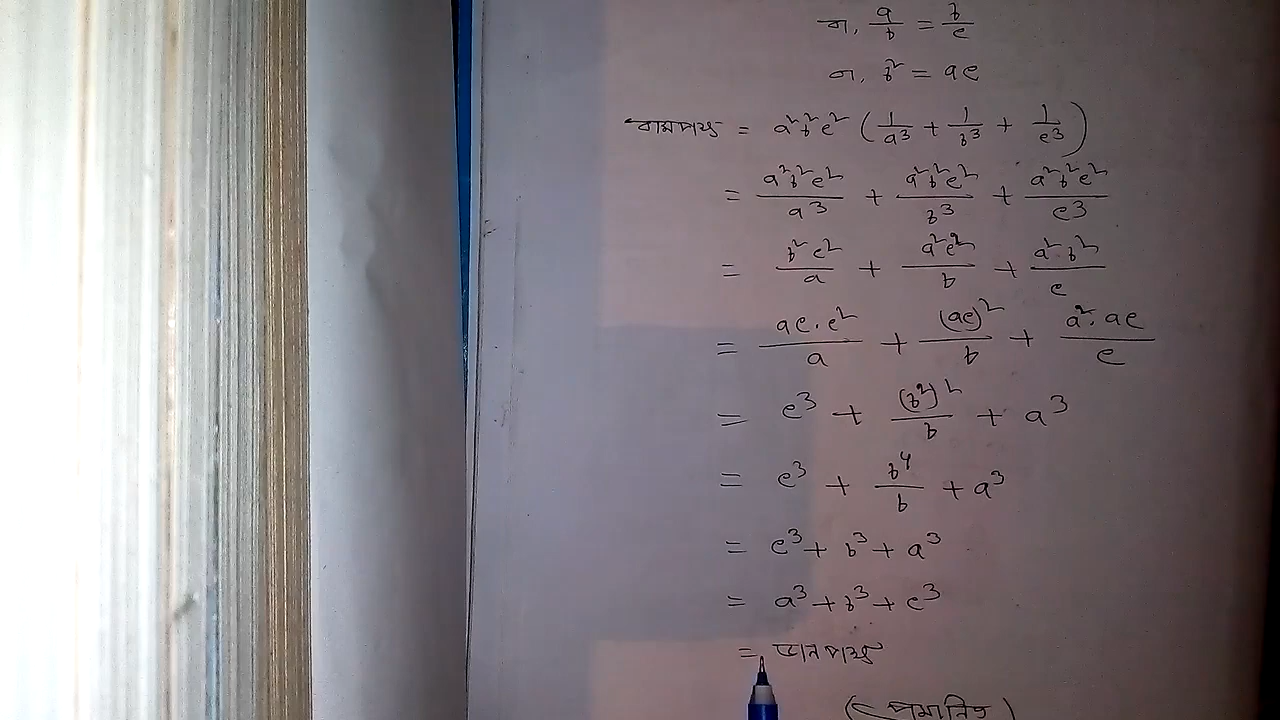 বা, a/b = b/c
বা, b² = ac
বামপক্ষ = a²b²c² (1/a³ + 1/b³ + 1/c³)
= a²b²c²/a³ + a²b²c²/b³ + a²b²c²/c³
= b²c²/a + a²c²/b + a²·b²/c
= ac·c²/a + (ac)²/b + a²·ac/c
= c³ + (b²)²/b + a³
= c³ + b⁴/b + a³
= c³ + b³ + a³
= a³ + b³ + c³
= ডানপক্ষ
(প্রমানিত)